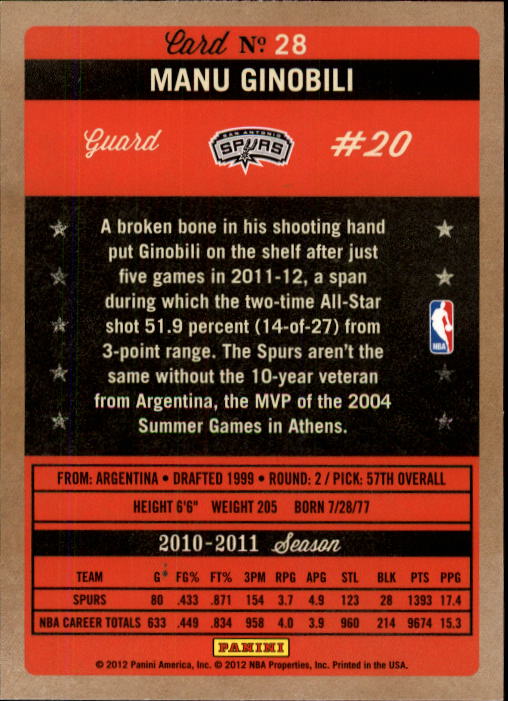 Card Nº 28
MANU GINOBILI
Guard
SAN ANTONIO
SPURS
#20
A broken bone in his shooting hand
put Ginobili on the shelf after just
five games in 2011-12, a span
during which the two-time All-Star
shot 51.9 percent (14-of-27) from
3-point range. The Spurs aren't the
same without the 10-year veteran
from Argentina, the MVP of the 2004
Summer Games in Athens.
NBA
FROM: ARGENTINA • DRAFTED 1999 • ROUND: 2 / PICK: 57TH OVERALL
HEIGHT 6'6" WEIGHT 205 BORN 7/28/77
2010-2011 Season
TEAM G FG% FT% 3PM RPG APG STL BLK PTS PPG
SPURS 80 .433 .871 154 3.7 4.9 123 28 1393 17.4
NBA CAREER TOTALS 633 .449 .834 958 4.0 3.9 960 214 9674 15.3
PANINI
© 2012 Panini America, Inc. © 2012 NBA Properties, Inc. Printed in the USA.